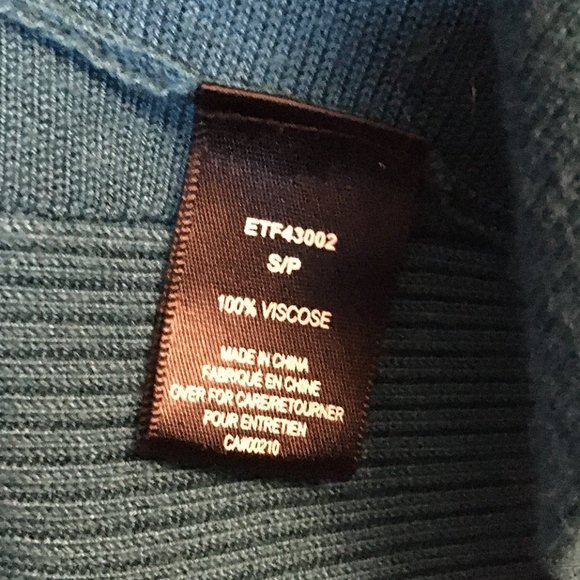 ETF43002
S/P
100% VISCOSE
MADE IN CHINA
FABRIQUÉ EN CHINE
OVER FOR CARE/RETOURNER
POUR ENTRETIEN
CA#00210